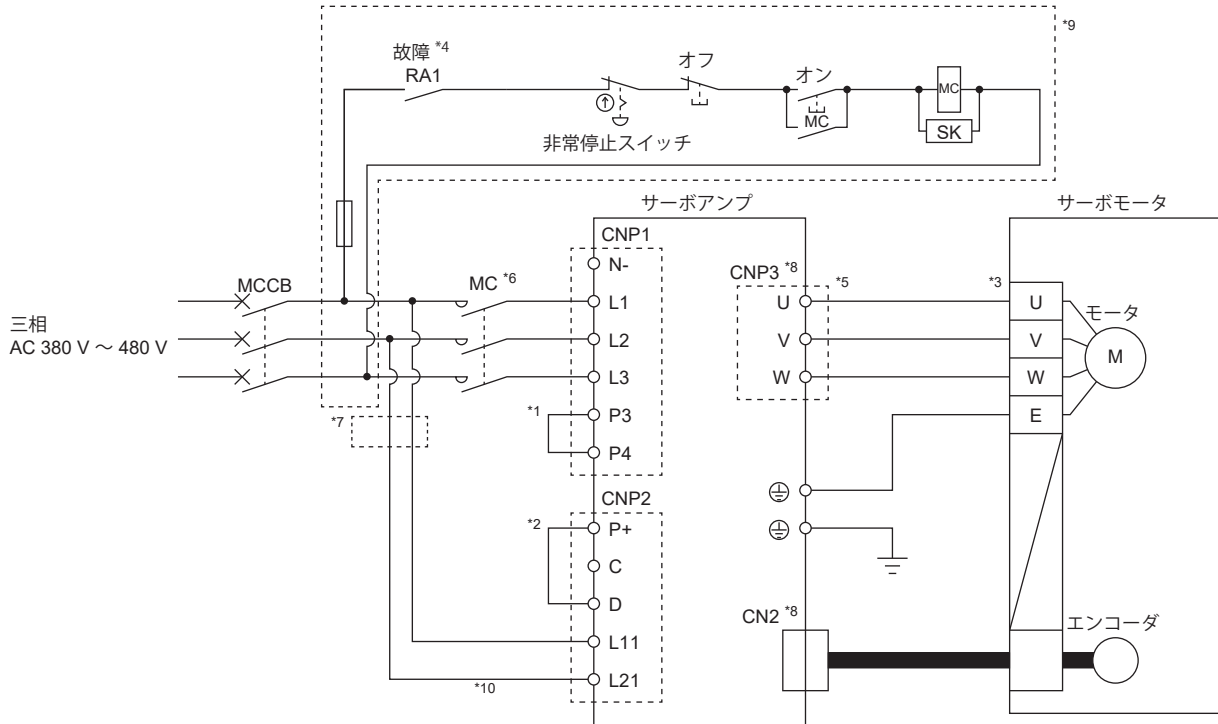 *9
故障 *4
RA1
オフ
オン
MC
MC
SK
非常停止スイッチ
サーボアンプ
サーボモータ
CNP1
N-
MCCB
MC *6
L1
L2
L3
三相
AC 380 V ～ 480 V
CNP3 *8
*5
*3
U
V
W
U
V
W
E
モータ
M
*7
*1
P3
P4
CNP2
*2
P+
C
D
L11
L21
*10
CN2 *8
エンコーダ